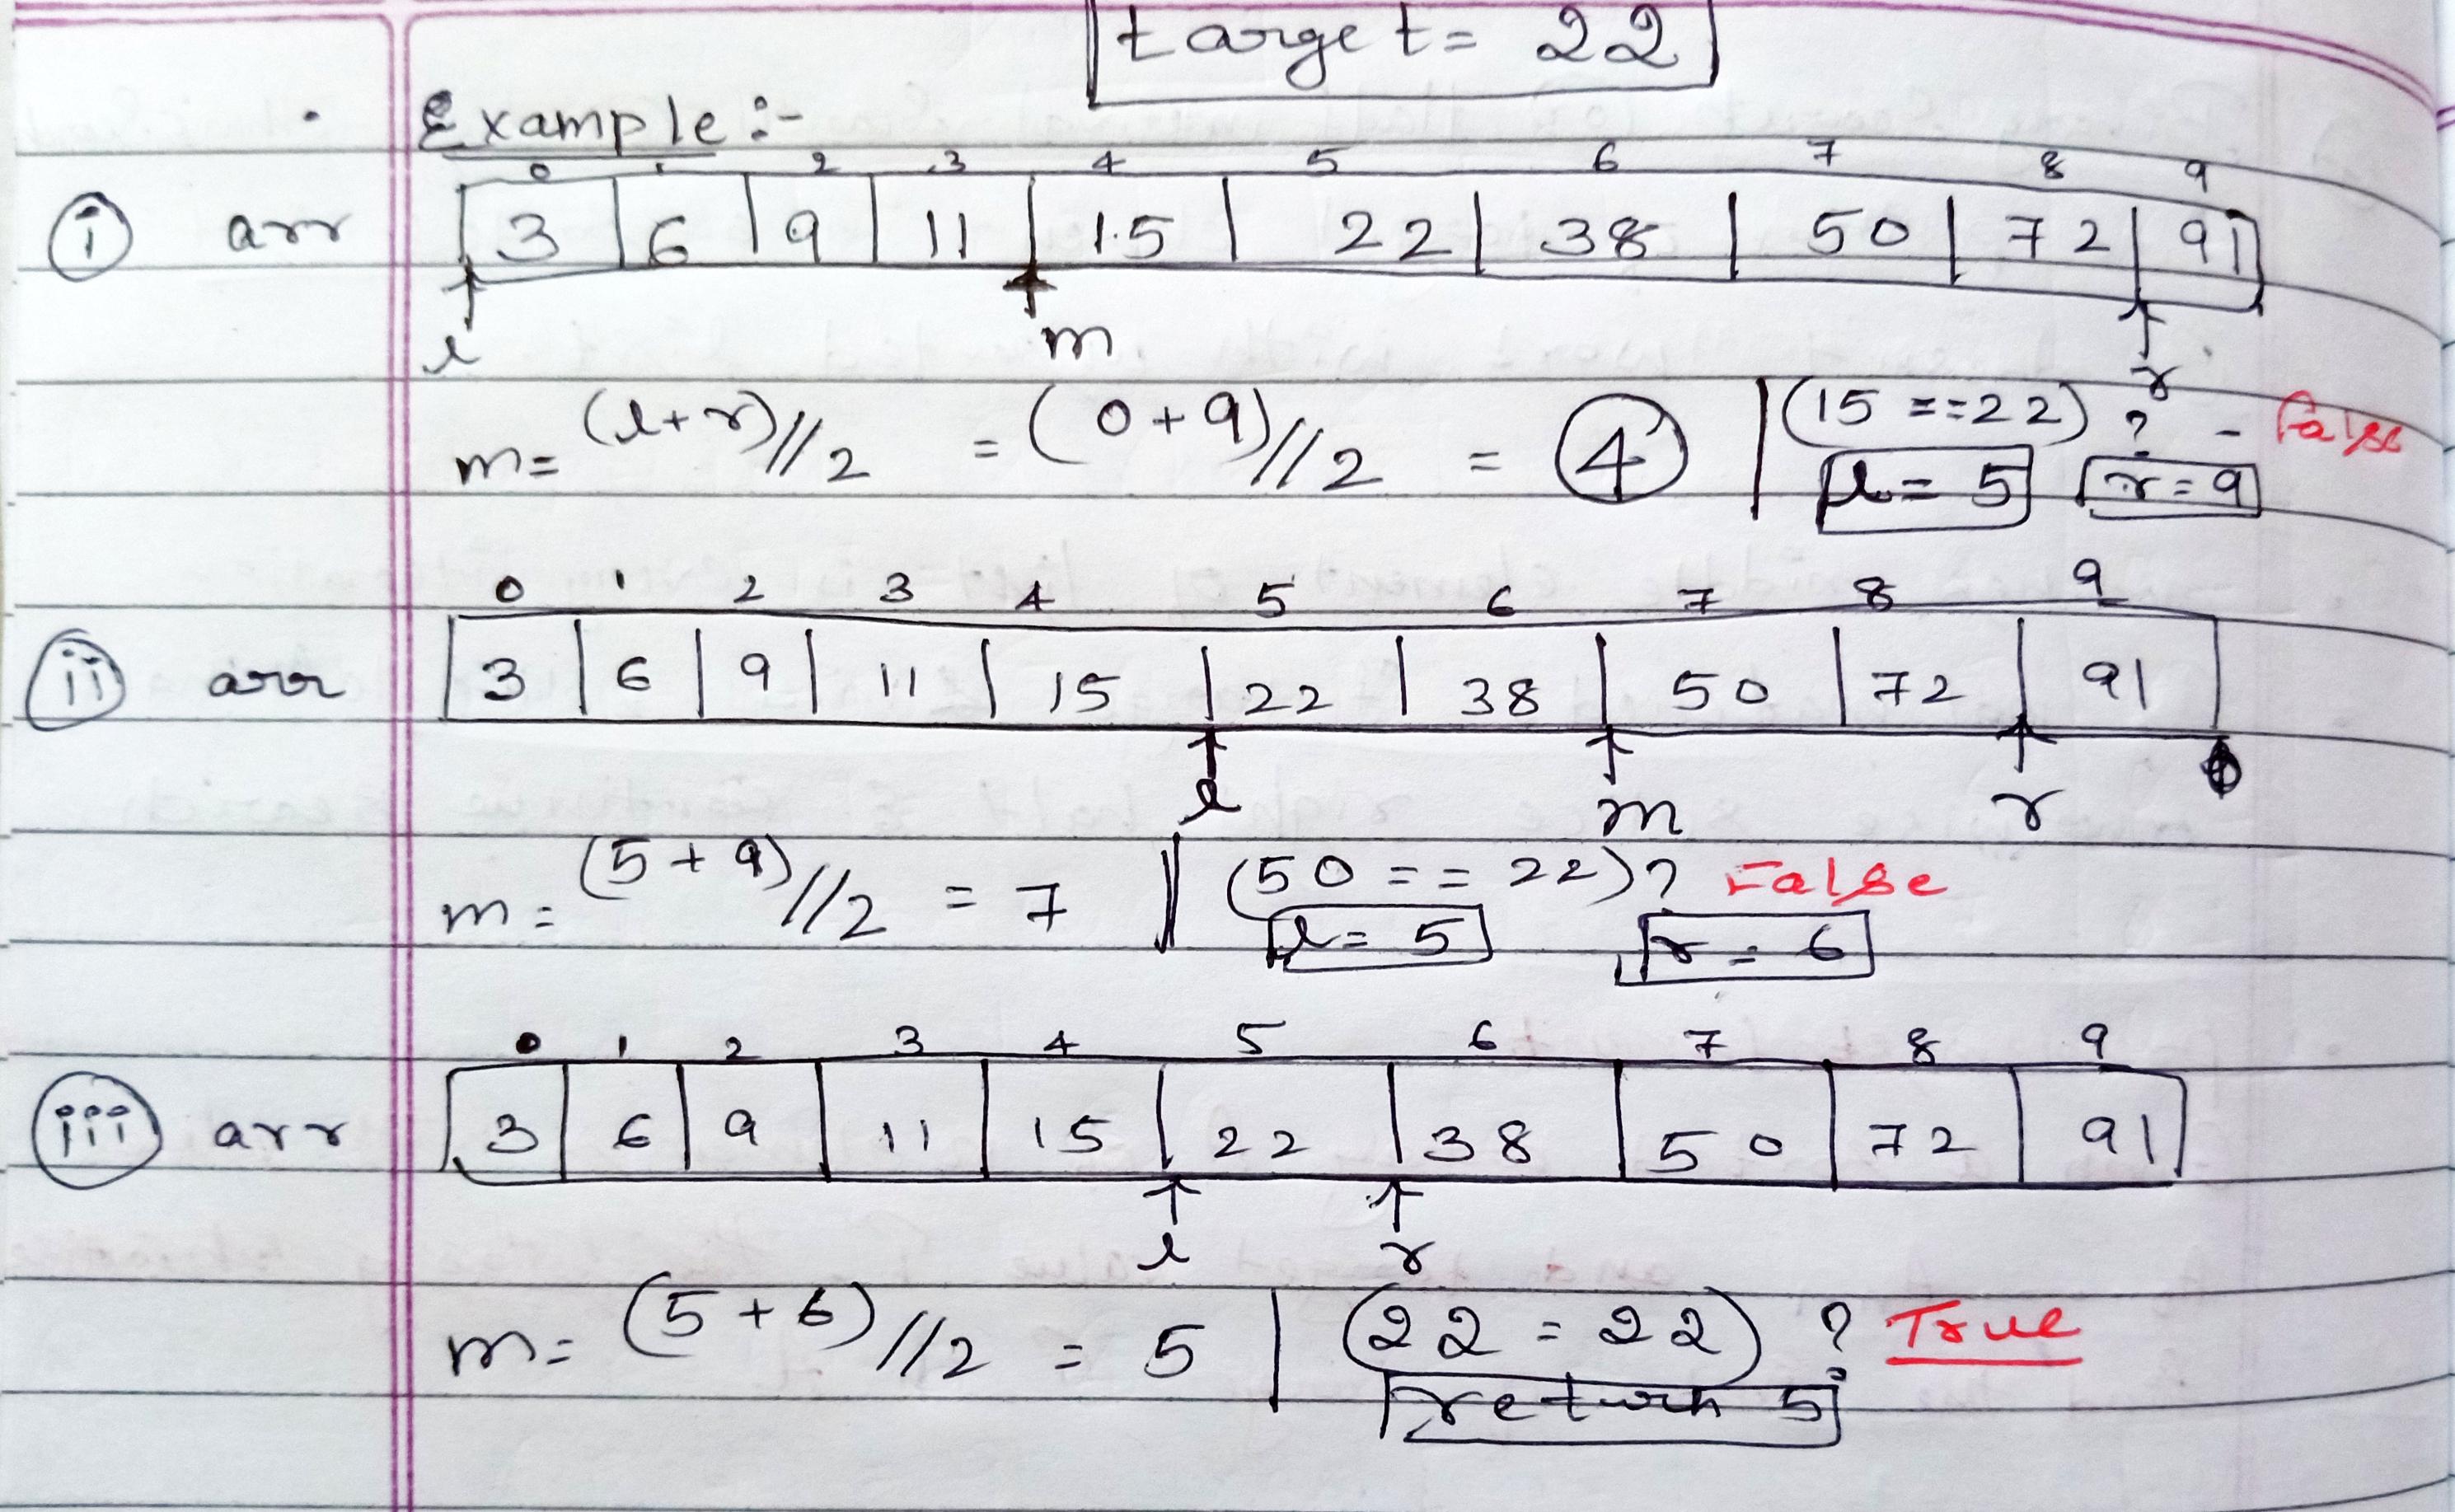 target= 22
Example :-
0 1 2 3 4 5 6 7 8 9
i arr 3 6 9 11 15 22 38 50 72 91
l m r
m= (l+r)//2 = (0+9)//2 = 4 (15 ==22) ? - False
l= 5 r=9
0 1 2 3 4 5 6 7 8 9
ii arr 3 6 9 11 15 22 38 50 72 91
l m r
m= (5+9)//2 = 7 (50 == 22)? False
l= 5 r= 6
0 1 2 3 4 5 6 7 8 9
iii arr 3 6 9 11 15 22 38 50 72 91
l r
m= (5+6)//2 = 5 (22 = 22) ? True
return 5